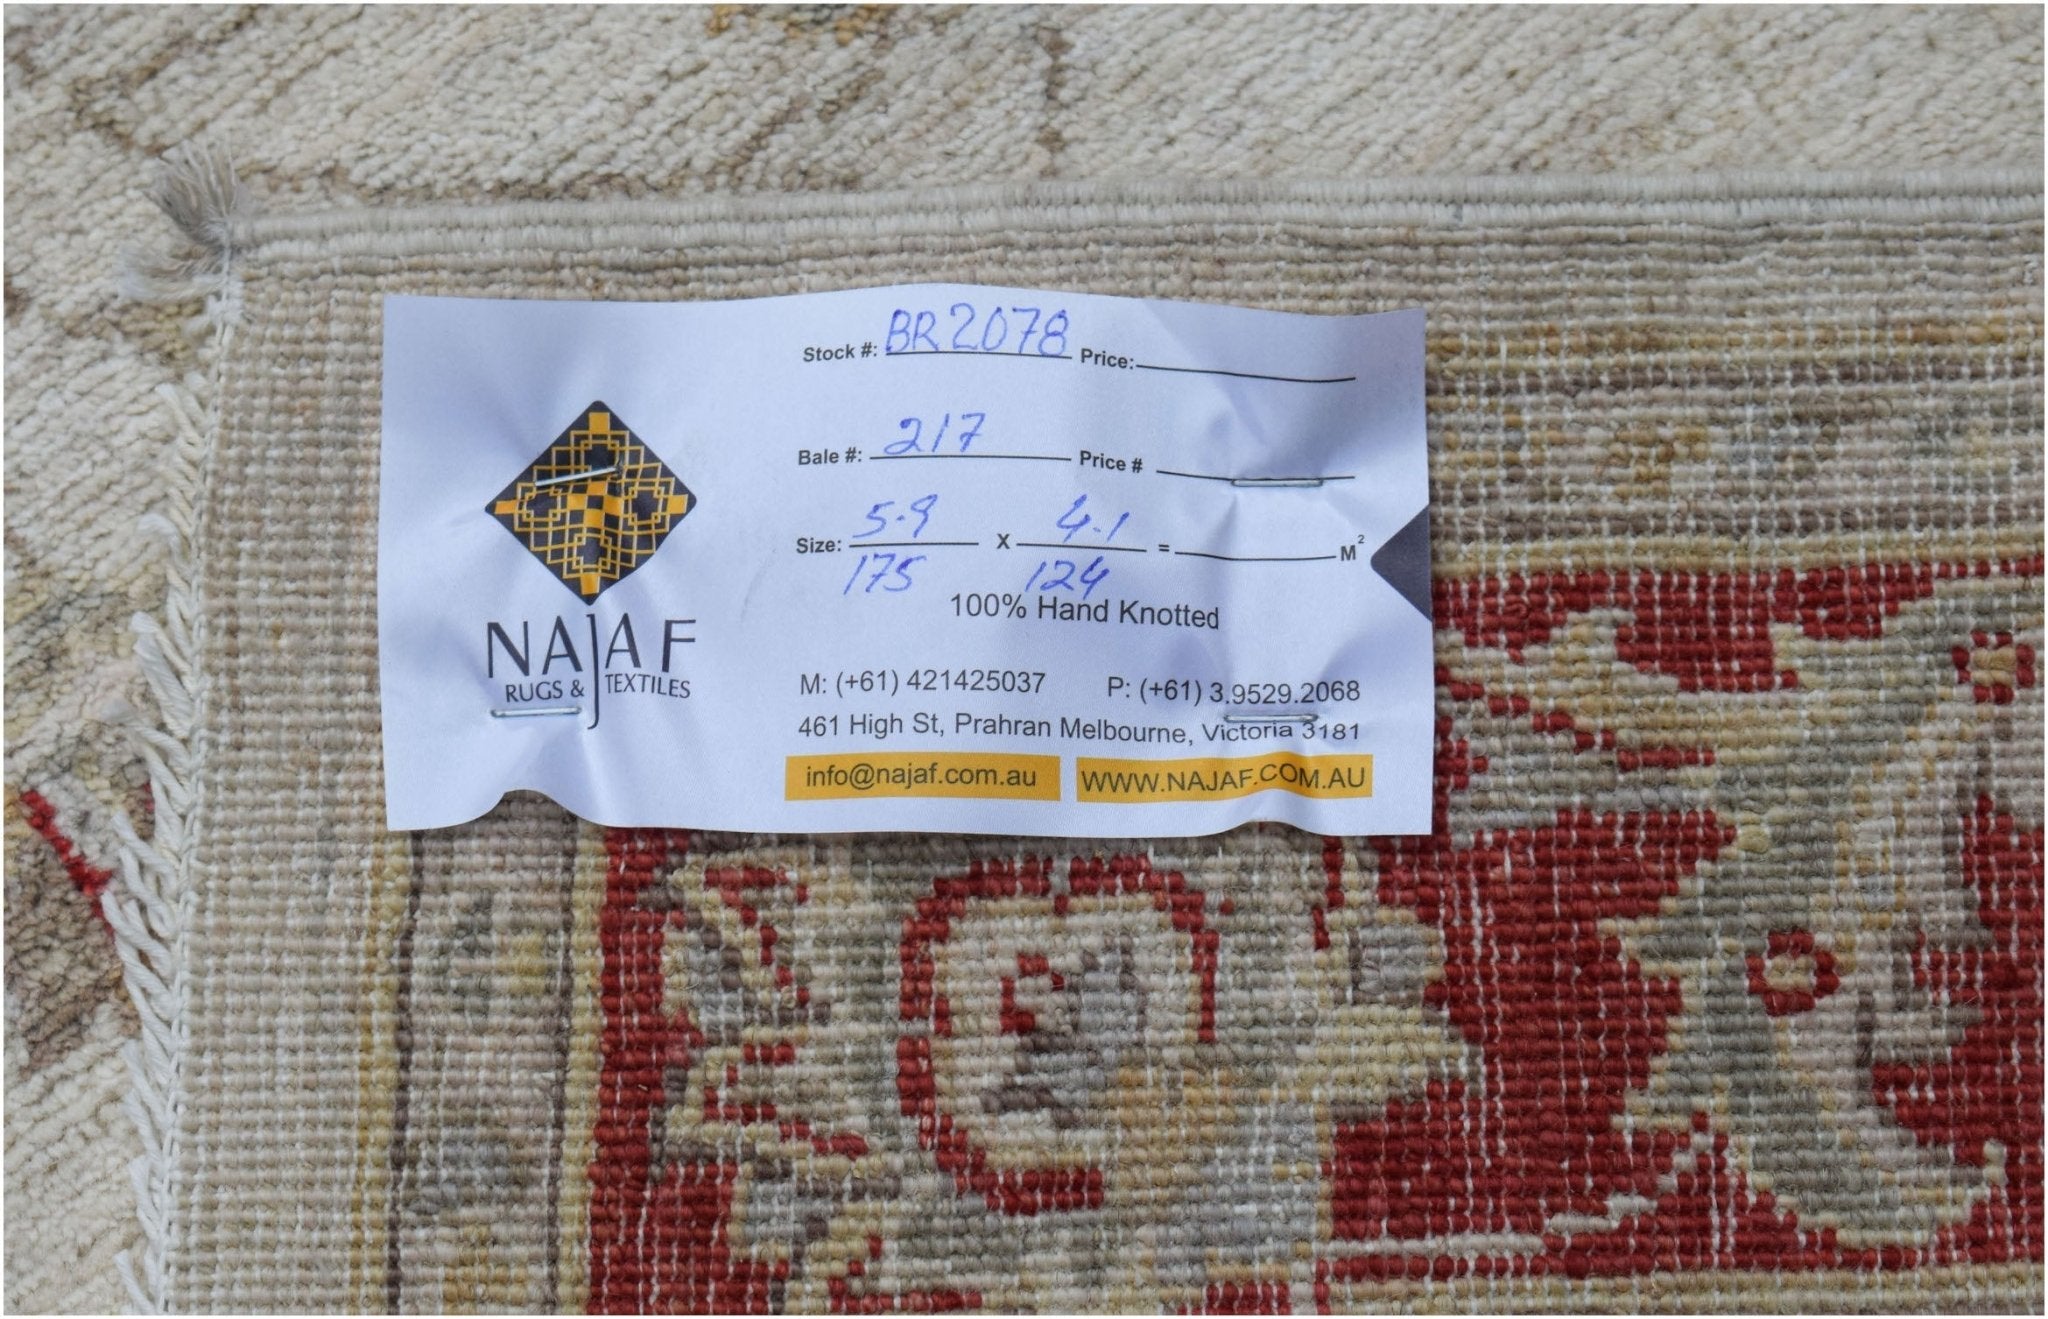 Stock #: BR2078 Price:
Bale #: 217 Price #
Size: 5.9 X 4.1 = M²
175 124
100% Hand Knotted
NAJAF
RUGS & TEXTILES
M: (+61) 421425037 P: (+61) 3.9529.2068
461 High St, Prahran Melbourne, Victoria 3181
info@najaf.com.au WWW.NAJAF.COM.AU